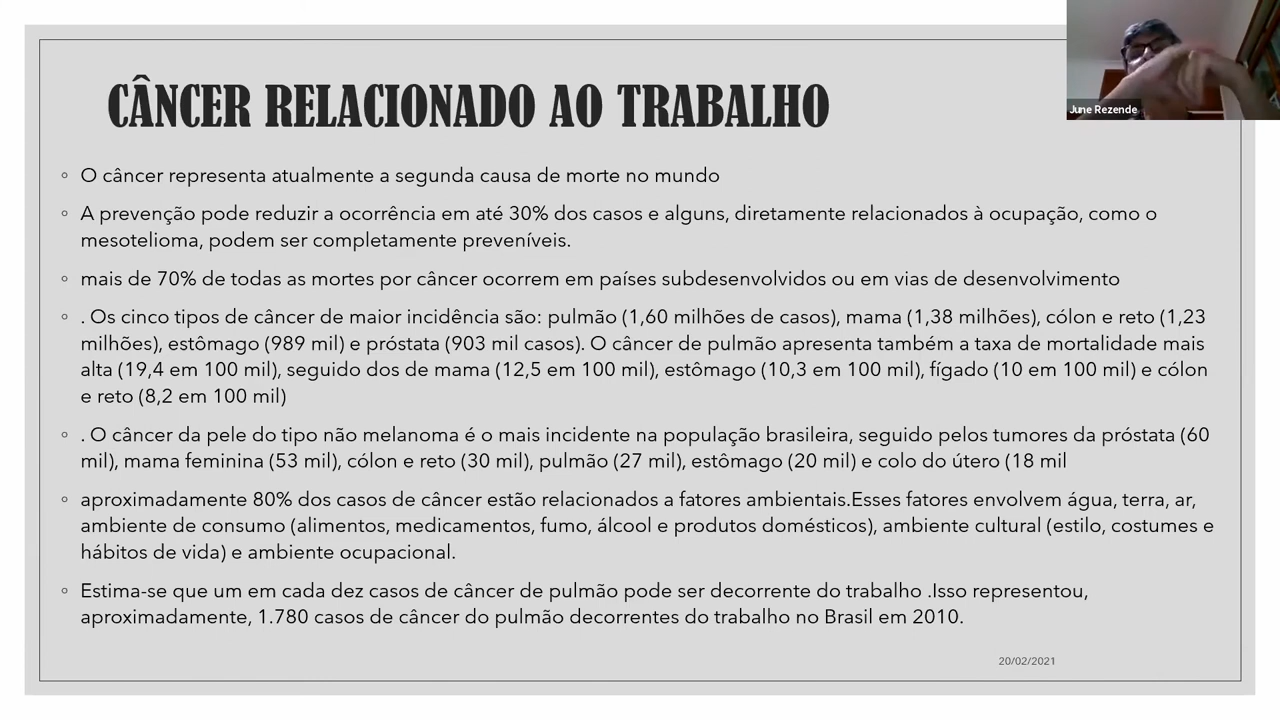 CÂNCER RELACIONADO AO TRABALHO
June Rezende
◦ O câncer representa atualmente a segunda causa de morte no mundo
◦ A prevenção pode reduzir a ocorrência em até 30% dos casos e alguns, diretamente relacionados à ocupação, como o
mesotelioma, podem ser completamente preveníveis.
◦ mais de 70% de todas as mortes por câncer ocorrem em países subdesenvolvidos ou em vias de desenvolvimento
◦ . Os cinco tipos de câncer de maior incidência são: pulmão (1,60 milhões de casos), mama (1,38 milhões), cólon e reto (1,23
milhões), estômago (989 mil) e próstata (903 mil casos). O câncer de pulmão apresenta também a taxa de mortalidade mais
alta (19,4 em 100 mil), seguido dos de mama (12,5 em 100 mil), estômago (10,3 em 100 mil), fígado (10 em 100 mil) e cólon
e reto (8,2 em 100 mil)
◦ . O câncer da pele do tipo não melanoma é o mais incidente na população brasileira, seguido pelos tumores da próstata (60
mil), mama feminina (53 mil), cólon e reto (30 mil), pulmão (27 mil), estômago (20 mil) e colo do útero (18 mil
◦ aproximadamente 80% dos casos de câncer estão relacionados a fatores ambientais.Esses fatores envolvem água, terra, ar,
ambiente de consumo (alimentos, medicamentos, fumo, álcool e produtos domésticos), ambiente cultural (estilo, costumes e
hábitos de vida) e ambiente ocupacional.
◦ Estima-se que um em cada dez casos de câncer de pulmão pode ser decorrente do trabalho .Isso representou,
aproximadamente, 1.780 casos de câncer do pulmão decorrentes do trabalho no Brasil em 2010.
20/02/2021